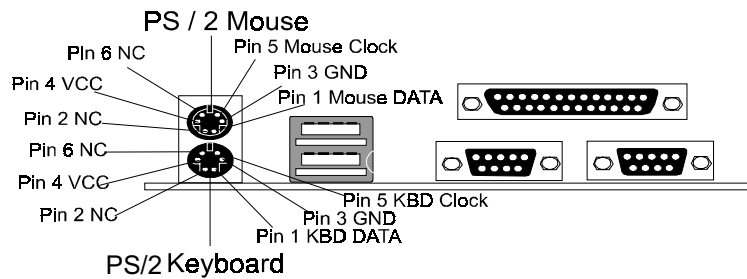 PS / 2 Mouse
Pin 6 NC
Pin 5 Mouse Clock
Pin 4 VCC
Pin 3 GND
Pin 2 NC
Pin 1 Mouse DATA
Pin 6 NC
Pin 4 VCC
Pin 5 KBD Clock
Pin 2 NC
Pin 3 GND
Pin 1 KBD DATA
PS/2 Keyboard